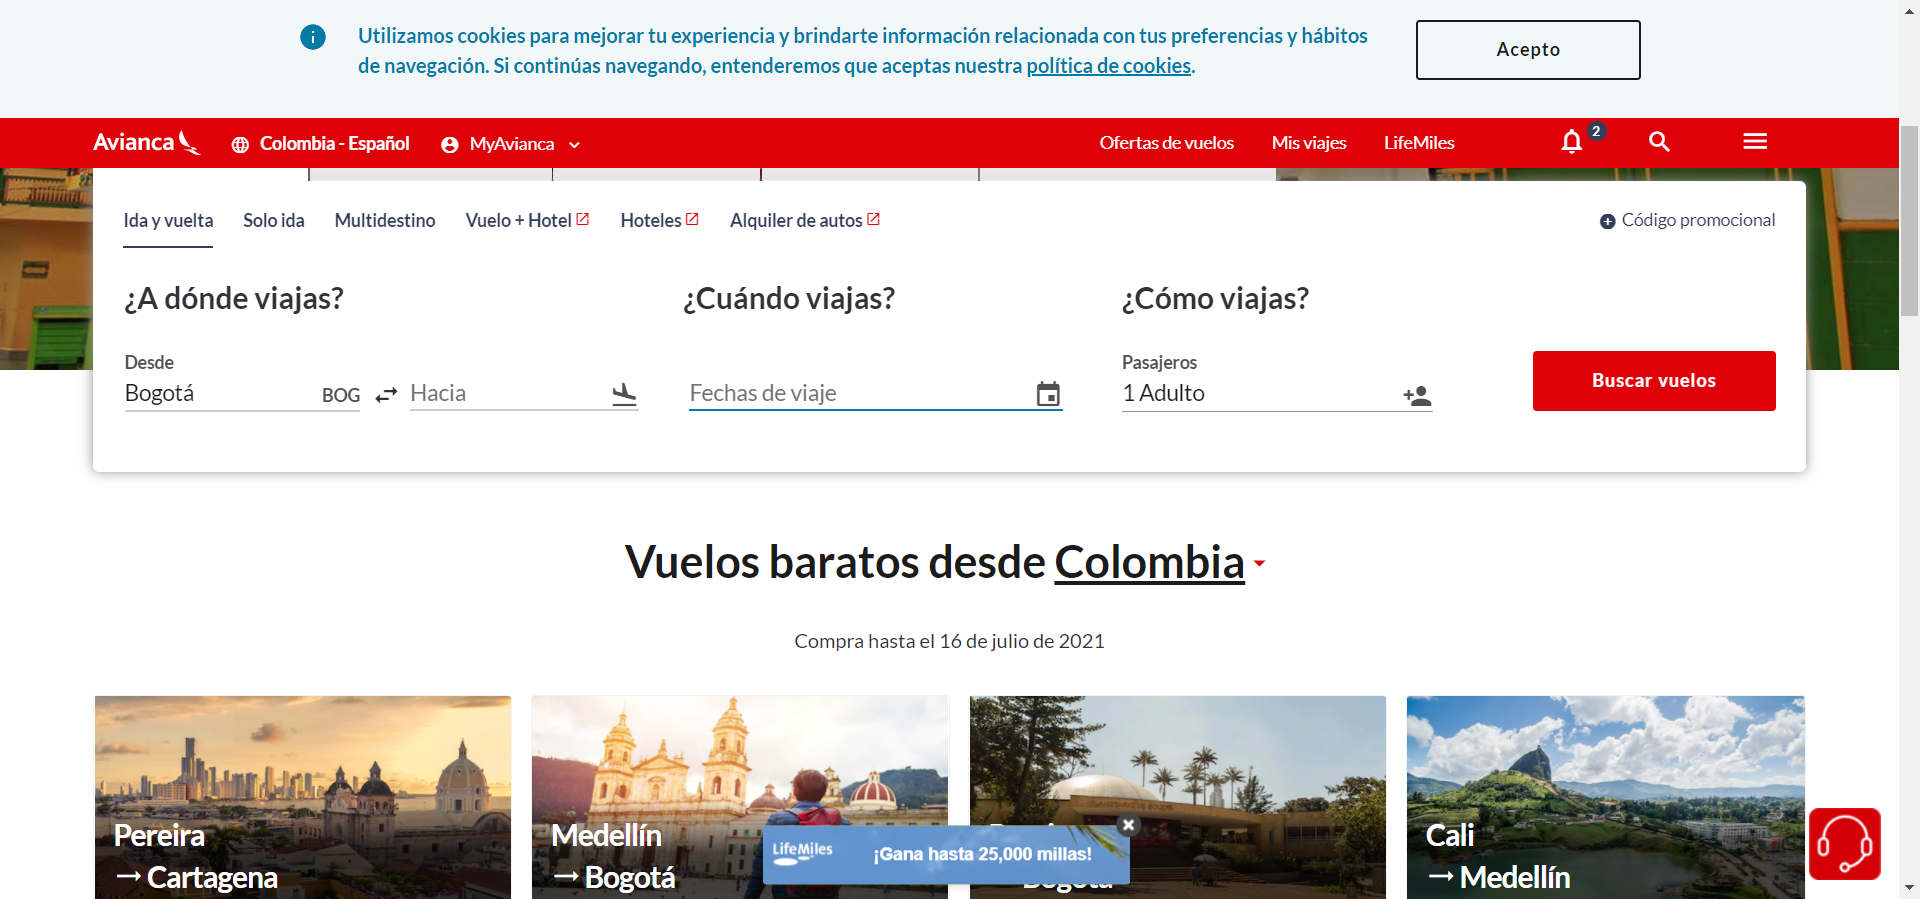 Utilizamos cookies para mejorar tu experiencia y brindarte información relacionada con tus preferencias y hábitos
de navegación. Si continúas navegando, entenderemos que aceptas nuestra política de cookies.
Acepto
Avianca
Colombia - Español
MyAvianca
Ofertas de vuelos
Mis viajes
LifeMiles
2
Ida y vuelta
Solo ida
Multidestino
Vuelo + Hotel
Hoteles
Alquiler de autos
Código promocional
¿A dónde viajas?
¿Cuándo viajas?
¿Cómo viajas?
Desde
Bogotá
BOG
Hacia
Fechas de viaje
Pasajeros
1 Adulto
Buscar vuelos
Vuelos baratos desde Colombia
Compra hasta el 16 de julio de 2021
Pereira
→ Cartagena
Medellín
→ Bogotá
Bogotá
Cali
→ Medellín
LifeMiles
¡Gana hasta 25,000 millas!